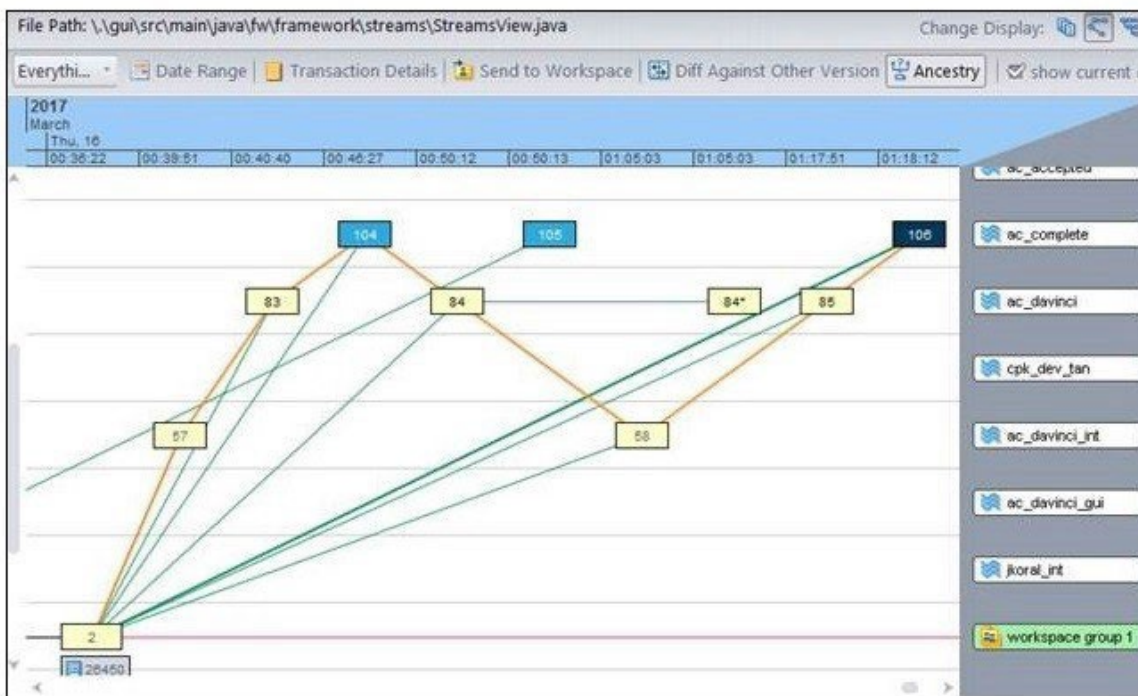 File Path: \.\gui\src\main\java\fw\framework\streams\StreamsView.java Change Display:
Everythi... Date Range Transaction Details Send to Workspace Diff Against Other Version Ancestry show current
2017
March
Thu, 16
00:36:22 00:39:51 00:40:40 00:46:27 00:50:12 00:50:13 01:05:03 01:05:03 01:17:51 01:18:12
ac_accepted
104 105 106 ac_complete
83 84 84* 85 ac_davinci
cpk_dev_tan
57 58 ac_davinci_int
ac_davinci_gui
jkoral_int
2 workspace group 1
26450